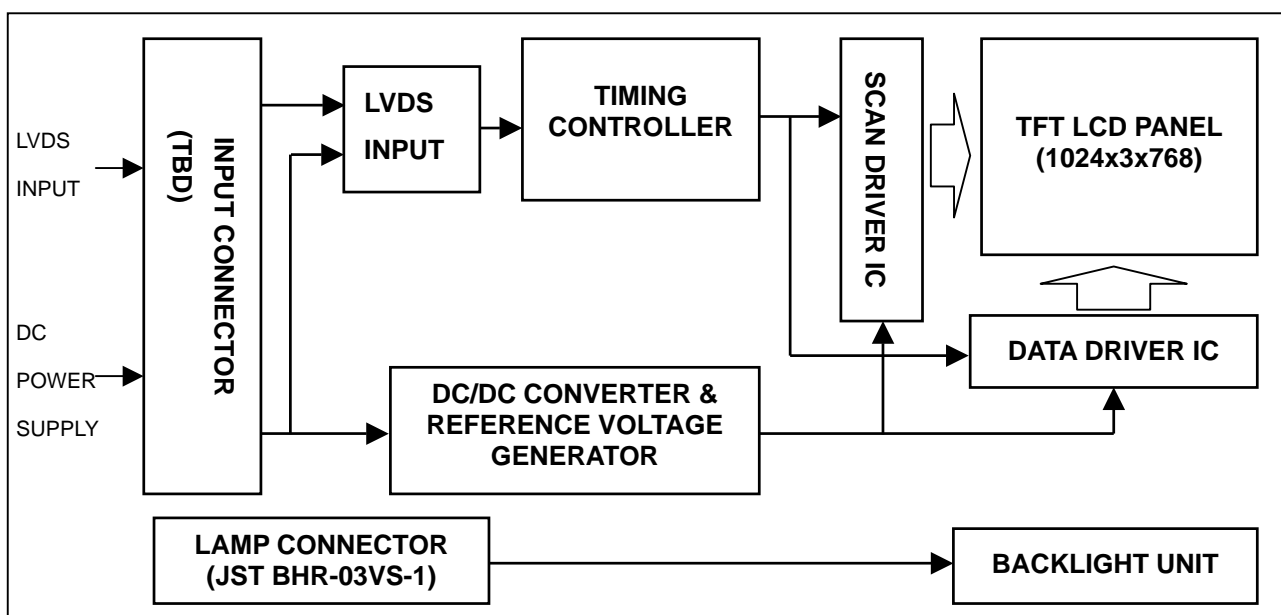 LVDS
INPUT
DC
POWER
SUPPLY
INPUT CONNECTOR
(TBD)
LVDS
INPUT
TIMING
CONTROLLER
SCAN DRIVER IC
TFT LCD PANEL
(1024x3x768)
DATA DRIVER IC
DC/DC CONVERTER &
REFERENCE VOLTAGE
GENERATOR
LAMP CONNECTOR
(JST BHR-03VS-1)
BACKLIGHT UNIT